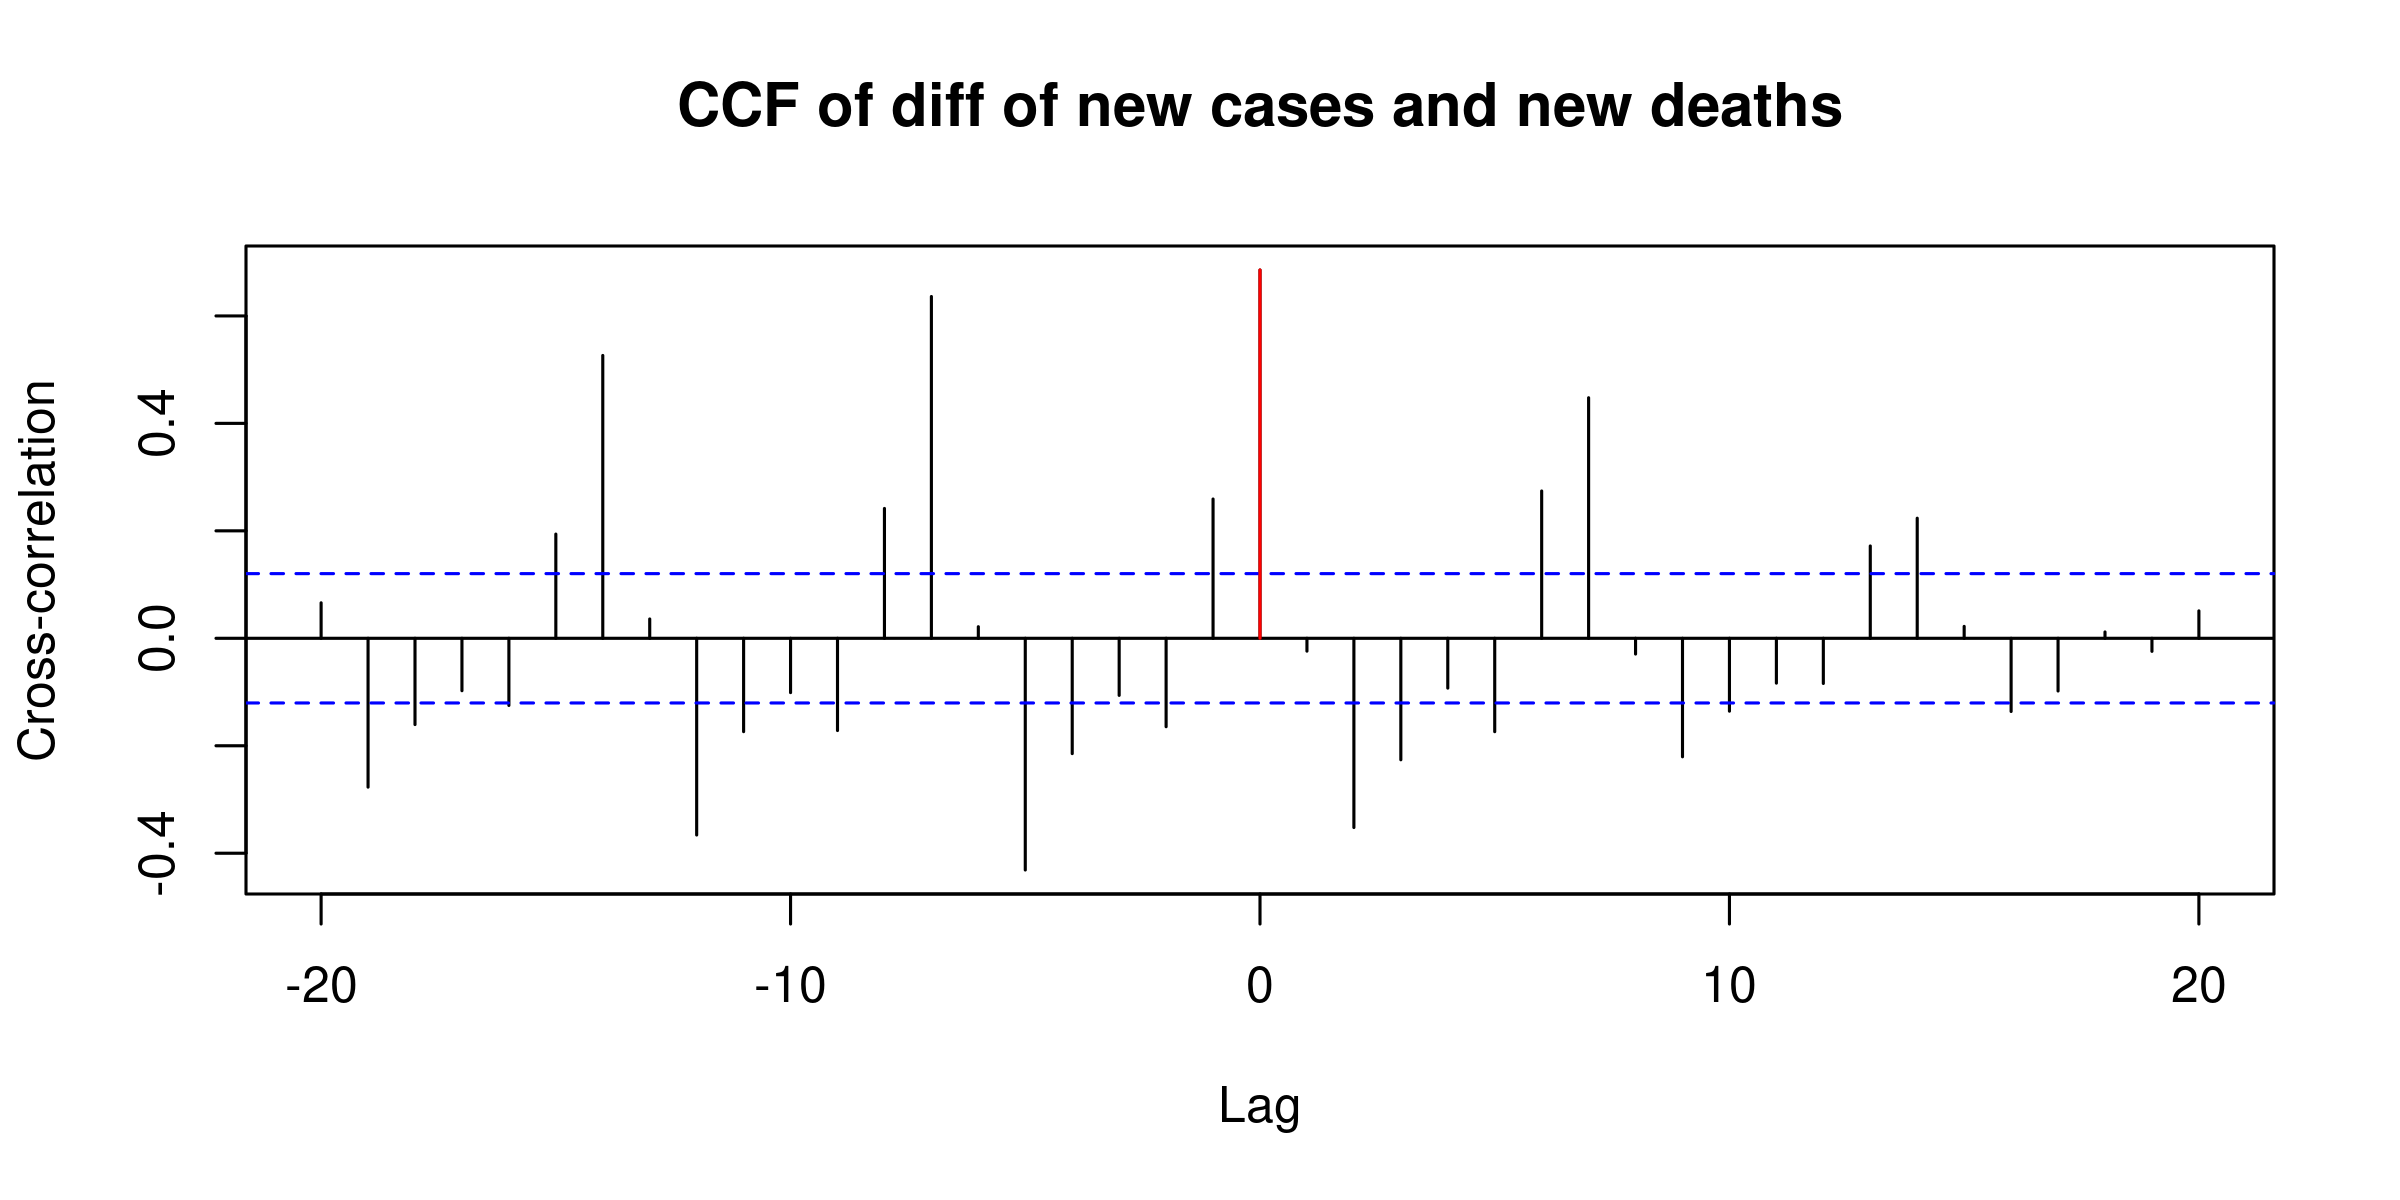 CCF of diff of new cases and new deaths
Cross-correlation
0.4
0.0
-0.4
-20 -10 0 10 20
Lag